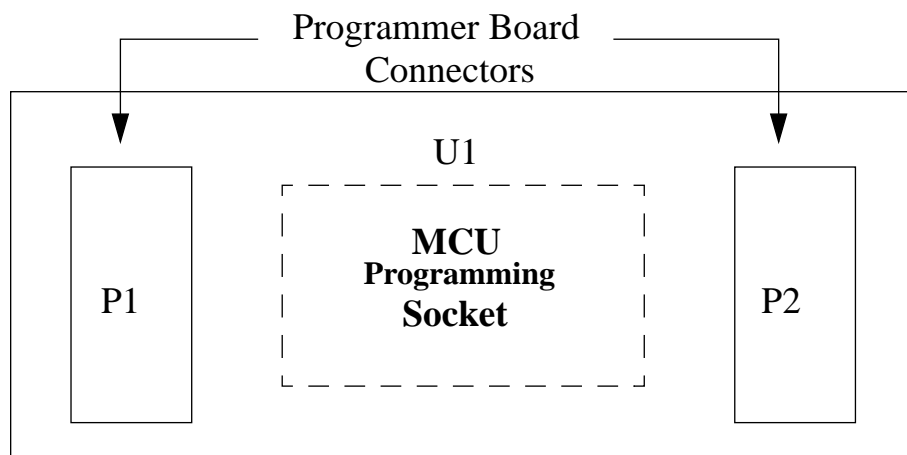 Programmer Board
Connectors
U1
MCU
Programming
Socket
P1
P2